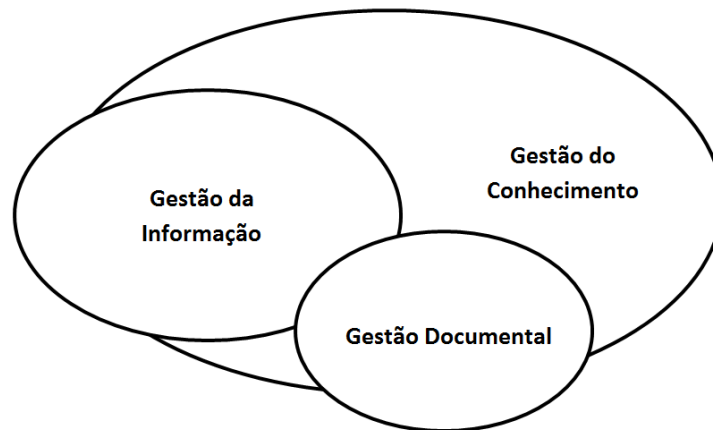 Gestão do
Conhecimento
Gestão da
Informação
Gestão Documental